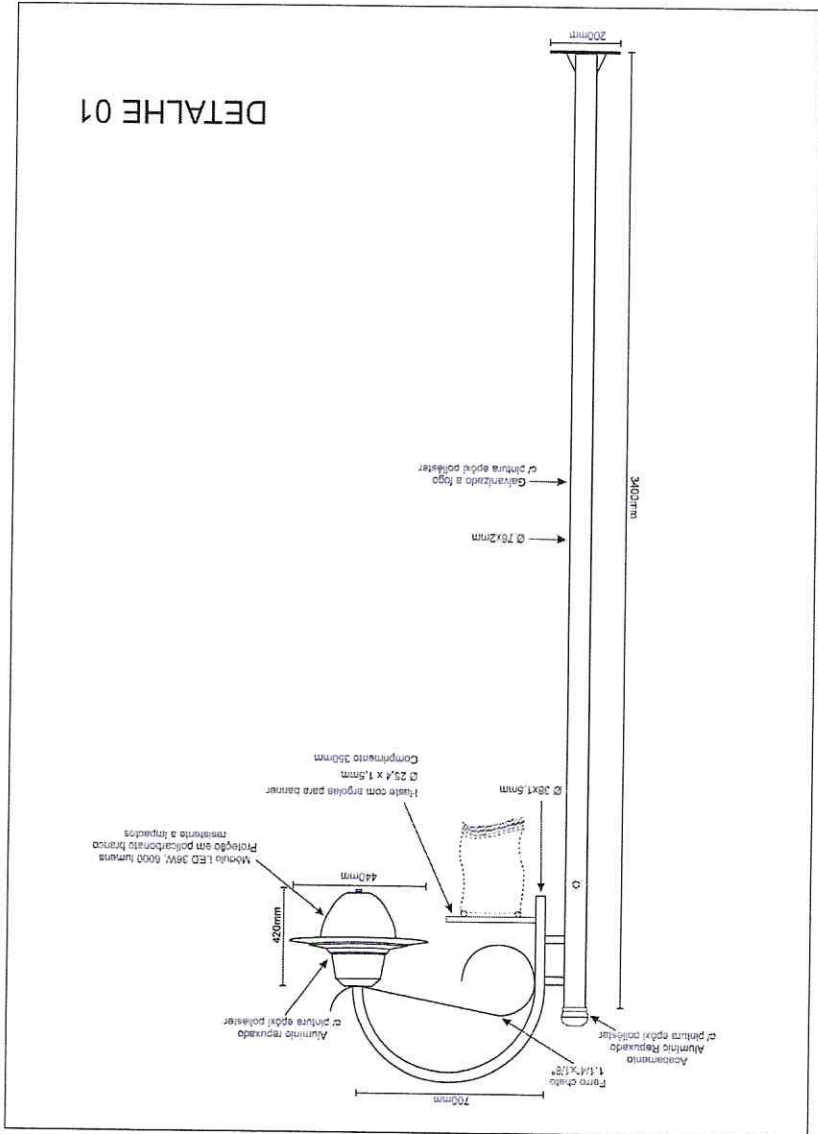 700mm
Ferro chato
1.1/4"x1/8"
Acabamento
Aluminio Repuxado
c/ pintura epóxi poliéster
Aluminio repuxado
c/ pintura epóxi poliéster
420mm
440mm
Módulo LED 36W, 6000 lumens
Proteção em policarbonato branco
resistente a impactos
Ø 38x1.5mm
Haste com argolas para banner
Ø 25,4 x 1,5mm
Comprimento 350mm
Ø 76x2mm
3400mm
Galvanizado a fogo
c/ pintura epóxi poliéster
DETALHE 01
200mm